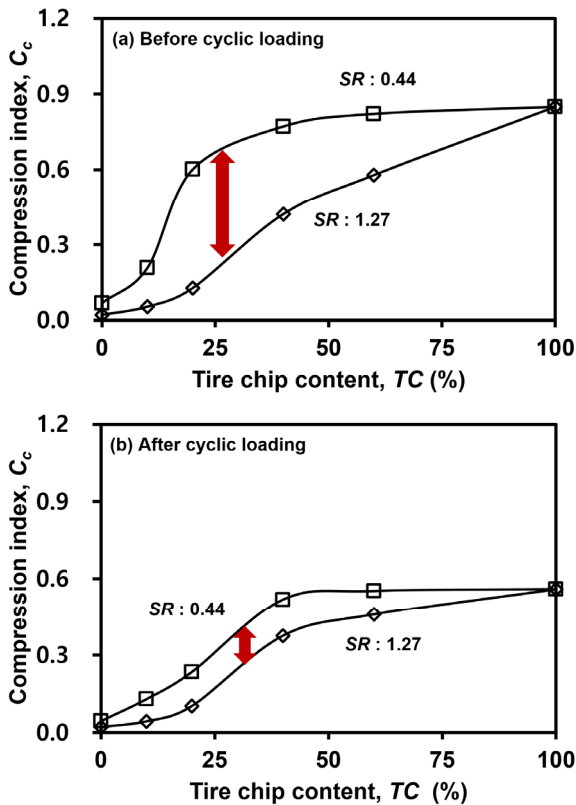 (a) Before cyclic loading
Compression index, Cc
1.2
0.9
0.6
0.3
0.0
SR : 0.44
SR : 1.27
0 25 50 75 100
Tire chip content, TC (%)
(b) After cyclic loading
Compression index, Cc
1.2
0.9
0.6
0.3
0.0
SR : 0.44
SR : 1.27
0 25 50 75 100
Tire chip content, TC (%)